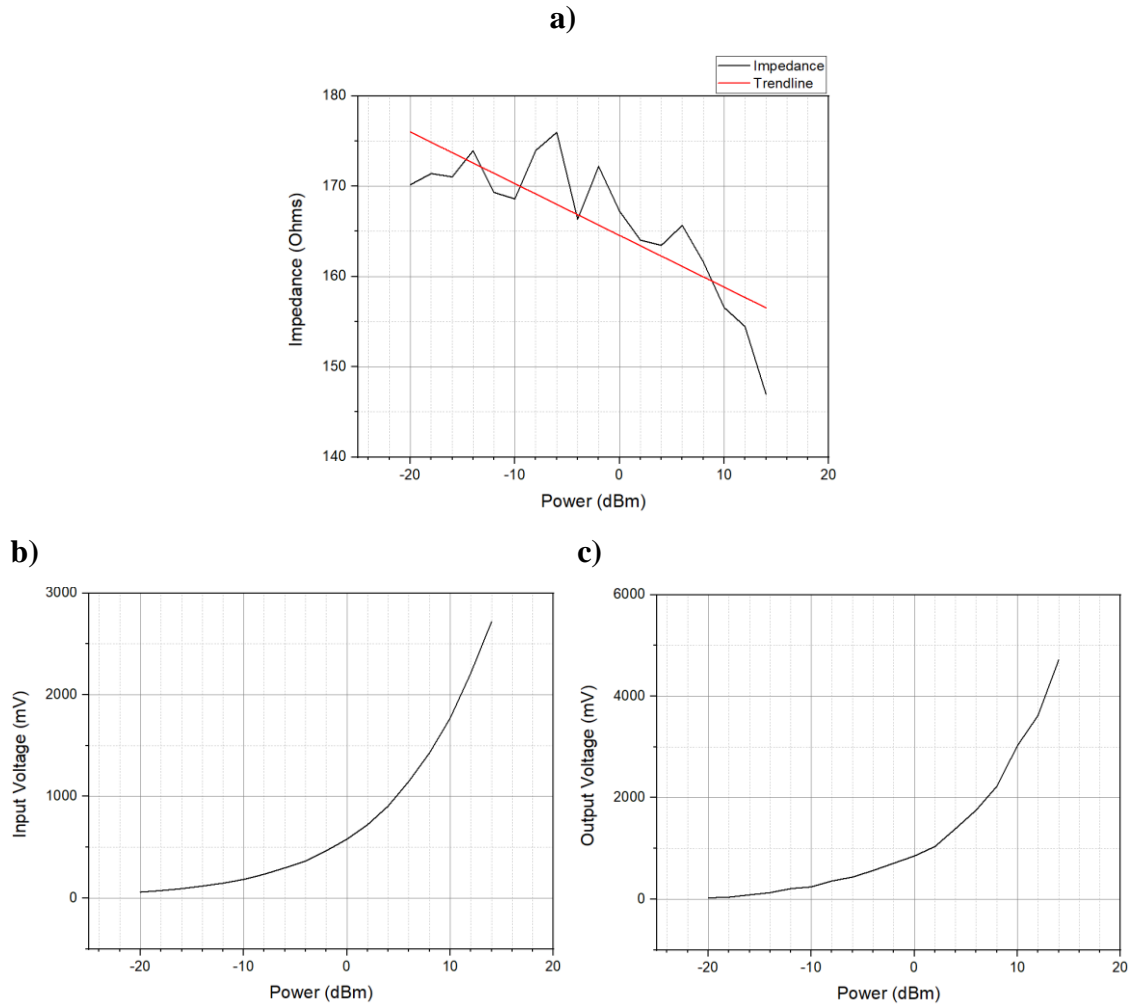 a)
Impedance
Trendline
180
170
160
150
140
Impedance (Ohms)
-20 -10 0 10 20
Power (dBm)
b)
3000
2000
1000
0
Input Voltage (mV)
-20 -10 0 10 20
Power (dBm)
c)
6000
4000
2000
0
Output Voltage (mV)
-20 -10 0 10 20
Power (dBm)